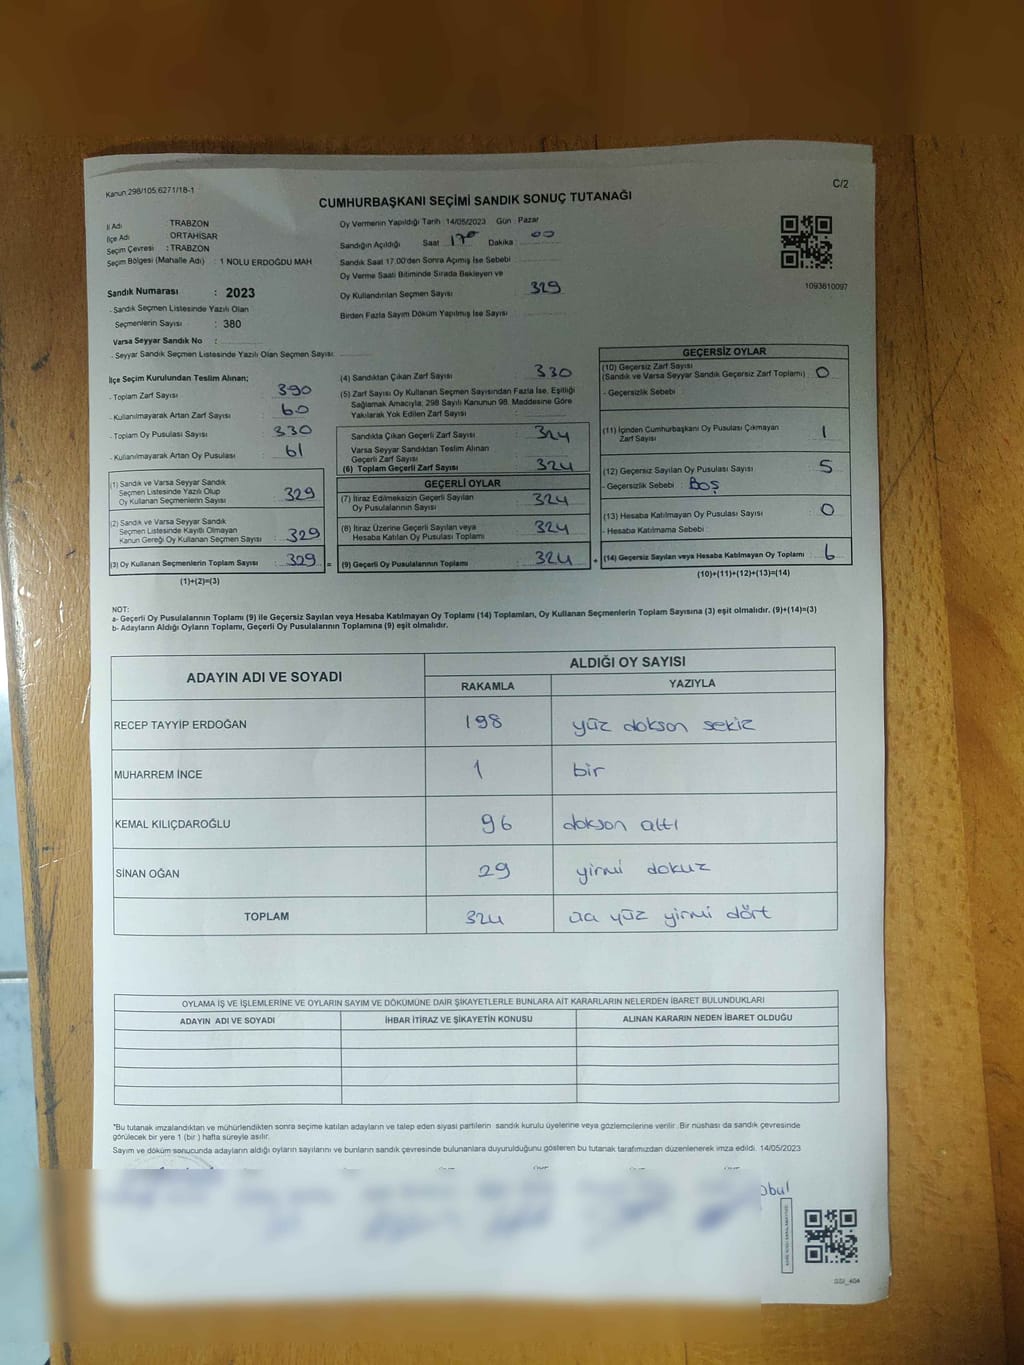 Kanun 298/105,6271/18-1
C/2
CUMHURBAŞKANI SEÇİMİ SANDIK SONUÇ TUTANAĞI
İl Adı TRABZON
İlçe Adı ORTAHİSAR
Seçim Çevresi : TRABZON
Seçim Bölgesi (Mahalle Adı) : 1 NOLU ERDOĞDU MAH
Sandık Numarası : 2023
- Sandık Seçmen Listesinde Yazılı Olan
Seçmenlerin Sayısı : 380
Varsa Seyyar Sandık No :
- Seyyar Sandık Seçmen Listesinde Yazılı Olan Seçmen Sayısı
Oy Vermenin Yapıldığı Tarih : 14/05/2023 Gün : Pazar
Sandığın Açıldığı Saat 17⁰⁰ Dakika 00
Sandık Saat 17.00'den Sonra Açımış İse Sebebi
Oy Verme Saati Bitiminde Sırada Bekleyen ve
Oy Kullandırılan Seçmen Sayısı : 329
Birden Fazla Sayım Döküm Yapılmış İse Sayısı :
1093610097
İlçe Seçim Kurulundan Teslim Alınan;
- Toplam Zarf Sayısı : 390
- Kullanılmayarak Artan Zarf Sayısı : 60
- Toplam Oy Pusulası Sayısı : 330
- Kullanılmayarak Artan Oy Pusulası : 61
(1) Sandık ve Varsa Seyyar Sandık
Seçmen Listesinde Yazılı Olup
Oy Kullanan Seçmenlerin Sayısı : 329
(2) Sandık ve Varsa Seyyar Sandık
Seçmen Listesinde Kayıtlı Olmayan
Kanun Gereği Oy Kullanan Seçmen Sayısı : 329
(3) Oy Kullanan Seçmenlerin Toplam Sayısı : 329 =
(1)+(2)=(3)
(4) Sandıktan Çıkan Zarf Sayısı : 330
(5) Zarf Sayısı Oy Kullanan Seçmen Sayısından Fazla İse, Eşitliği
Sağlamak Amacıyla, 298 Sayılı Kanunun 98. Maddesine Göre
Yakılarak Yok Edilen Zarf Sayısı :
Sandıkta Çıkan Geçerli Zarf Sayısı : 324
Varsa Seyyar Sandıktan Teslim Alınan
Geçerli Zarf Sayısı
(6) Toplam Geçerli Zarf Sayısı : 324
GEÇERLİ OYLAR
(7) İtiraz Edilmeksizin Geçerli Sayılan
Oy Pusulalarının Sayısı : 324
(8) İtiraz Üzerine Geçerli Sayılan veya
Hesaba Katılan Oy Pusulası Toplamı : 324
(9) Geçerli Oy Pusulalarının Toplamı : 324 +
GEÇERSİZ OYLAR
(10) Geçersiz Zarf Sayısı
(Sandık ve Varsa Seyyar Sandık Geçersiz Zarf Toplamı) : 0
- Geçersizlik Sebebi :
(11) İçinden Cumhurbaşkanı Oy Pusulası Çıkmayan
Zarf Sayısı : 1
(12) Geçersiz Sayılan Oy Pusulası Sayısı : 5
- Geçersizlik Sebebi : BOŞ
(13) Hesaba Katılmayan Oy Pusulası Sayısı : 0
- Hesaba Katılmama Sebebi :
(14) Geçersiz Sayılan veya Hesaba Katılmayan Oy Toplamı : 6
(10)+(11)+(12)+(13)=(14)
NOT:
a- Geçerli Oy Pusulalarının Toplamı (9) ile Geçersiz Sayılan veya Hesaba Katılmayan Oy Toplamı (14) Toplamları, Oy Kullanan Seçmenlerin Toplam Sayısına (3) eşit olmalıdır. (9)+(14)=(3)
b- Adayların Aldığı Oyların Toplamı, Geçerli Oy Pusulalarının Toplamına (9) eşit olmalıdır.
ADAYIN ADI VE SOYADI ALDIĞI OY SAYISI
RAKAMLA YAZIYLA
RECEP TAYYİP ERDOĞAN 198 yüz dokson sekiz
MUHARREM İNCE 1 bir
KEMAL KILIÇDAROĞLU 96 dokson altı
SİNAN OĞAN 29 yirmi dokuz
TOPLAM 324 yüz yirmi dört
OYLAMA İŞ VE İŞLEMLERİNE VE OYLARIN SAYIM VE DÖKÜMÜNE DAİR ŞİKAYETLERLE BUNLARA AİT KARARLARIN NELERDEN İBARET BULUNDUKLARI
ADAYIN ADI VE SOYADI İHBAR İTİRAZ VE ŞİKAYETİN KONUSU ALINAN KARARIN NEDEN İBARET OLDUĞU
*Bu tutanak imzalandıktan ve mühürlendikten sonra seçime katılan adayların ve talep eden siyasi partilerin sandık kurulu üyelerine veya gözlemcilerine verilir. Bir nüshası da sandık çevresinde
görülecek bir yere 1 (bir ) hafta süreyle asılır.
Sayım ve döküm sonucunda adayların aldığı oyların sayılarını ve bunların sandık çevresinde bulunanlara duyurulduğunu gösteren bu tutanak tarafımızdan düzenlenerek imza edildi. 14/05/2023